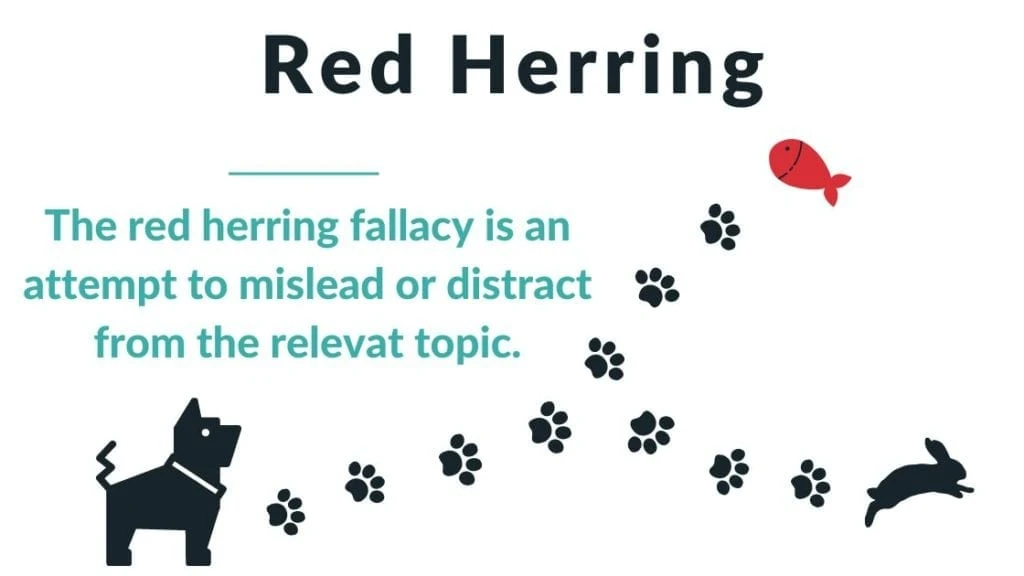 Red Herring
The red herring fallacy is an
attempt to mislead or distract
from the relevat topic.